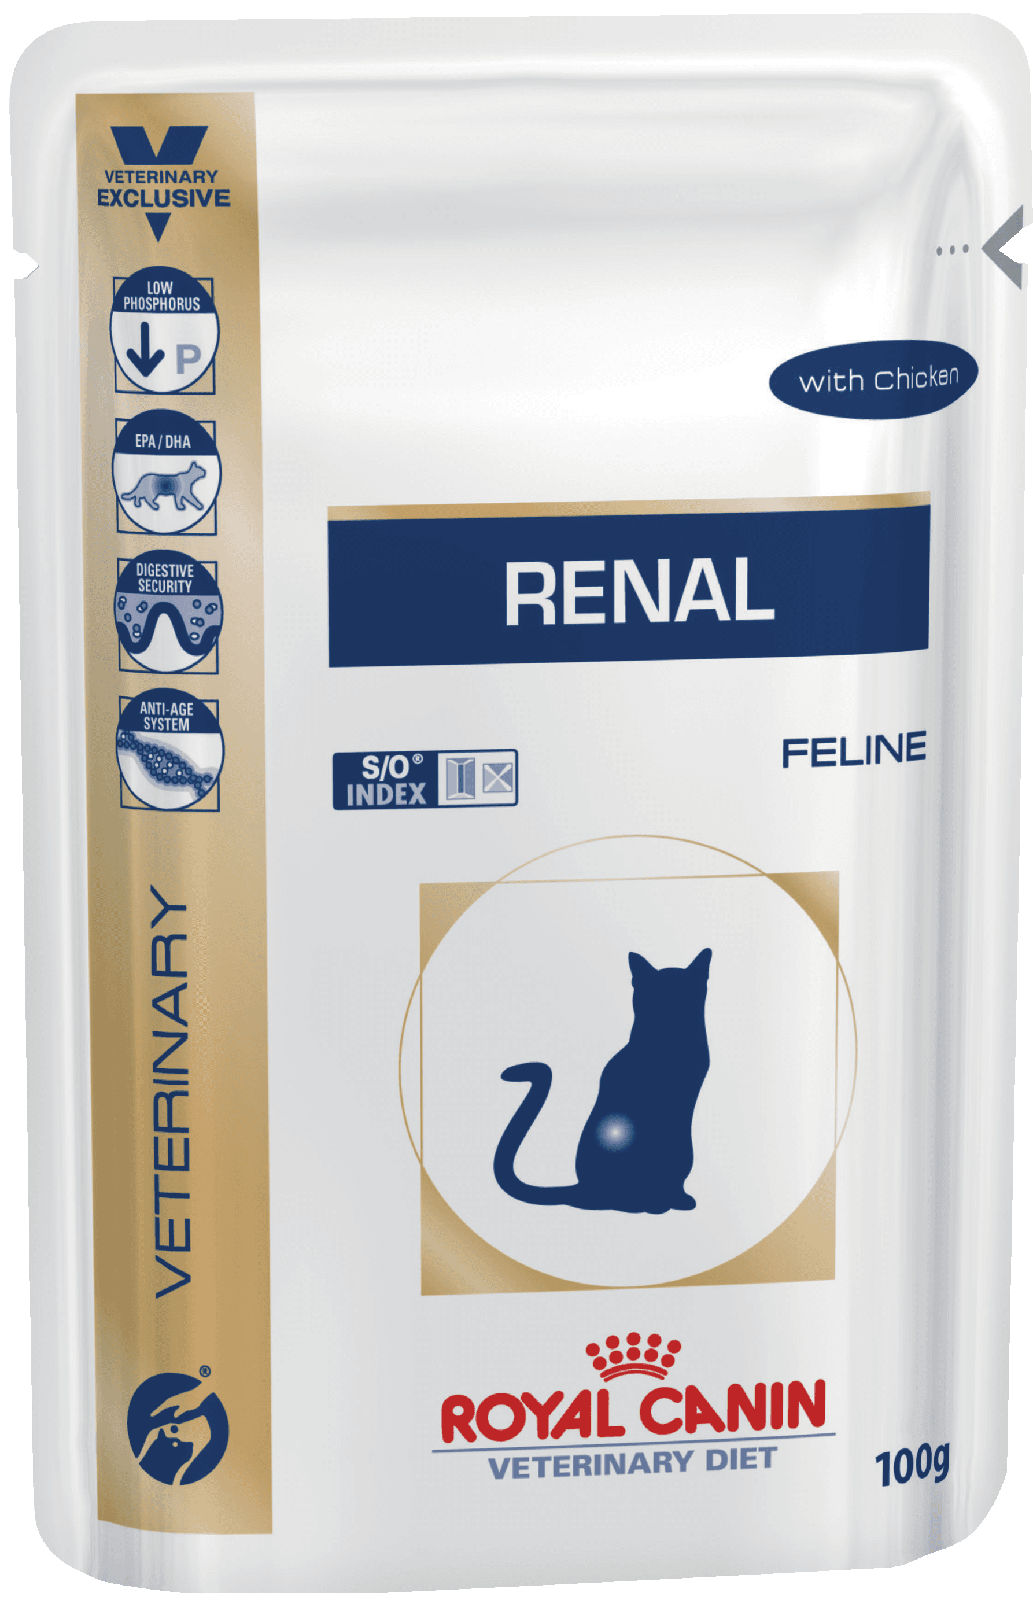 VETERINARY
EXCLUSIVE
LOW
PHOSPHORUS
P
EPA/DHA
DIGESTIVE
SECURITY
ANTI-AGE
SYSTEM
VETERINARY
®
with Chicken
RENAL
FELINE
S/O®
INDEX
ROYAL CANIN
VETERINARY DIET
100g